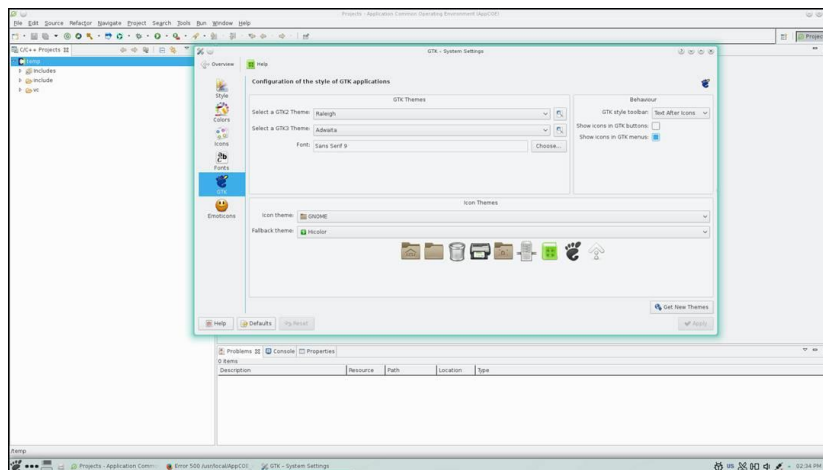 Projects - Application Common Operating Environment (AppCOE)
File Edit Source Refactor Navigate Project Search Tools Run Window Help
Projec
C/C++ Projects
temp
includes
include
vc
GTK - System Settings
Overview Help
Style
Colors
Icons
Fonts
GTK
Emoticons
Configuration of the style of GTK applications
GTK Themes
Select a GTK2 Theme: Raleigh
Select a GTK3 Theme: Adwaita
Font: Sans Serif 9 Choose...
Behaviour
GTK style toolbar: Text After Icons
Show icons in GTK buttons:
Show icons in GTK menus:
Icon Themes
Icon theme: GNOME
Fallback theme: Hicolor
Get New Themes
Help Defaults Reset Apply
Problems Console Properties
0 items
Description Resource Path Location Type
/temp
Projects - Application Comm Error 500 /usr/local/AppCOE GTK - System Settings US 02:34 PM